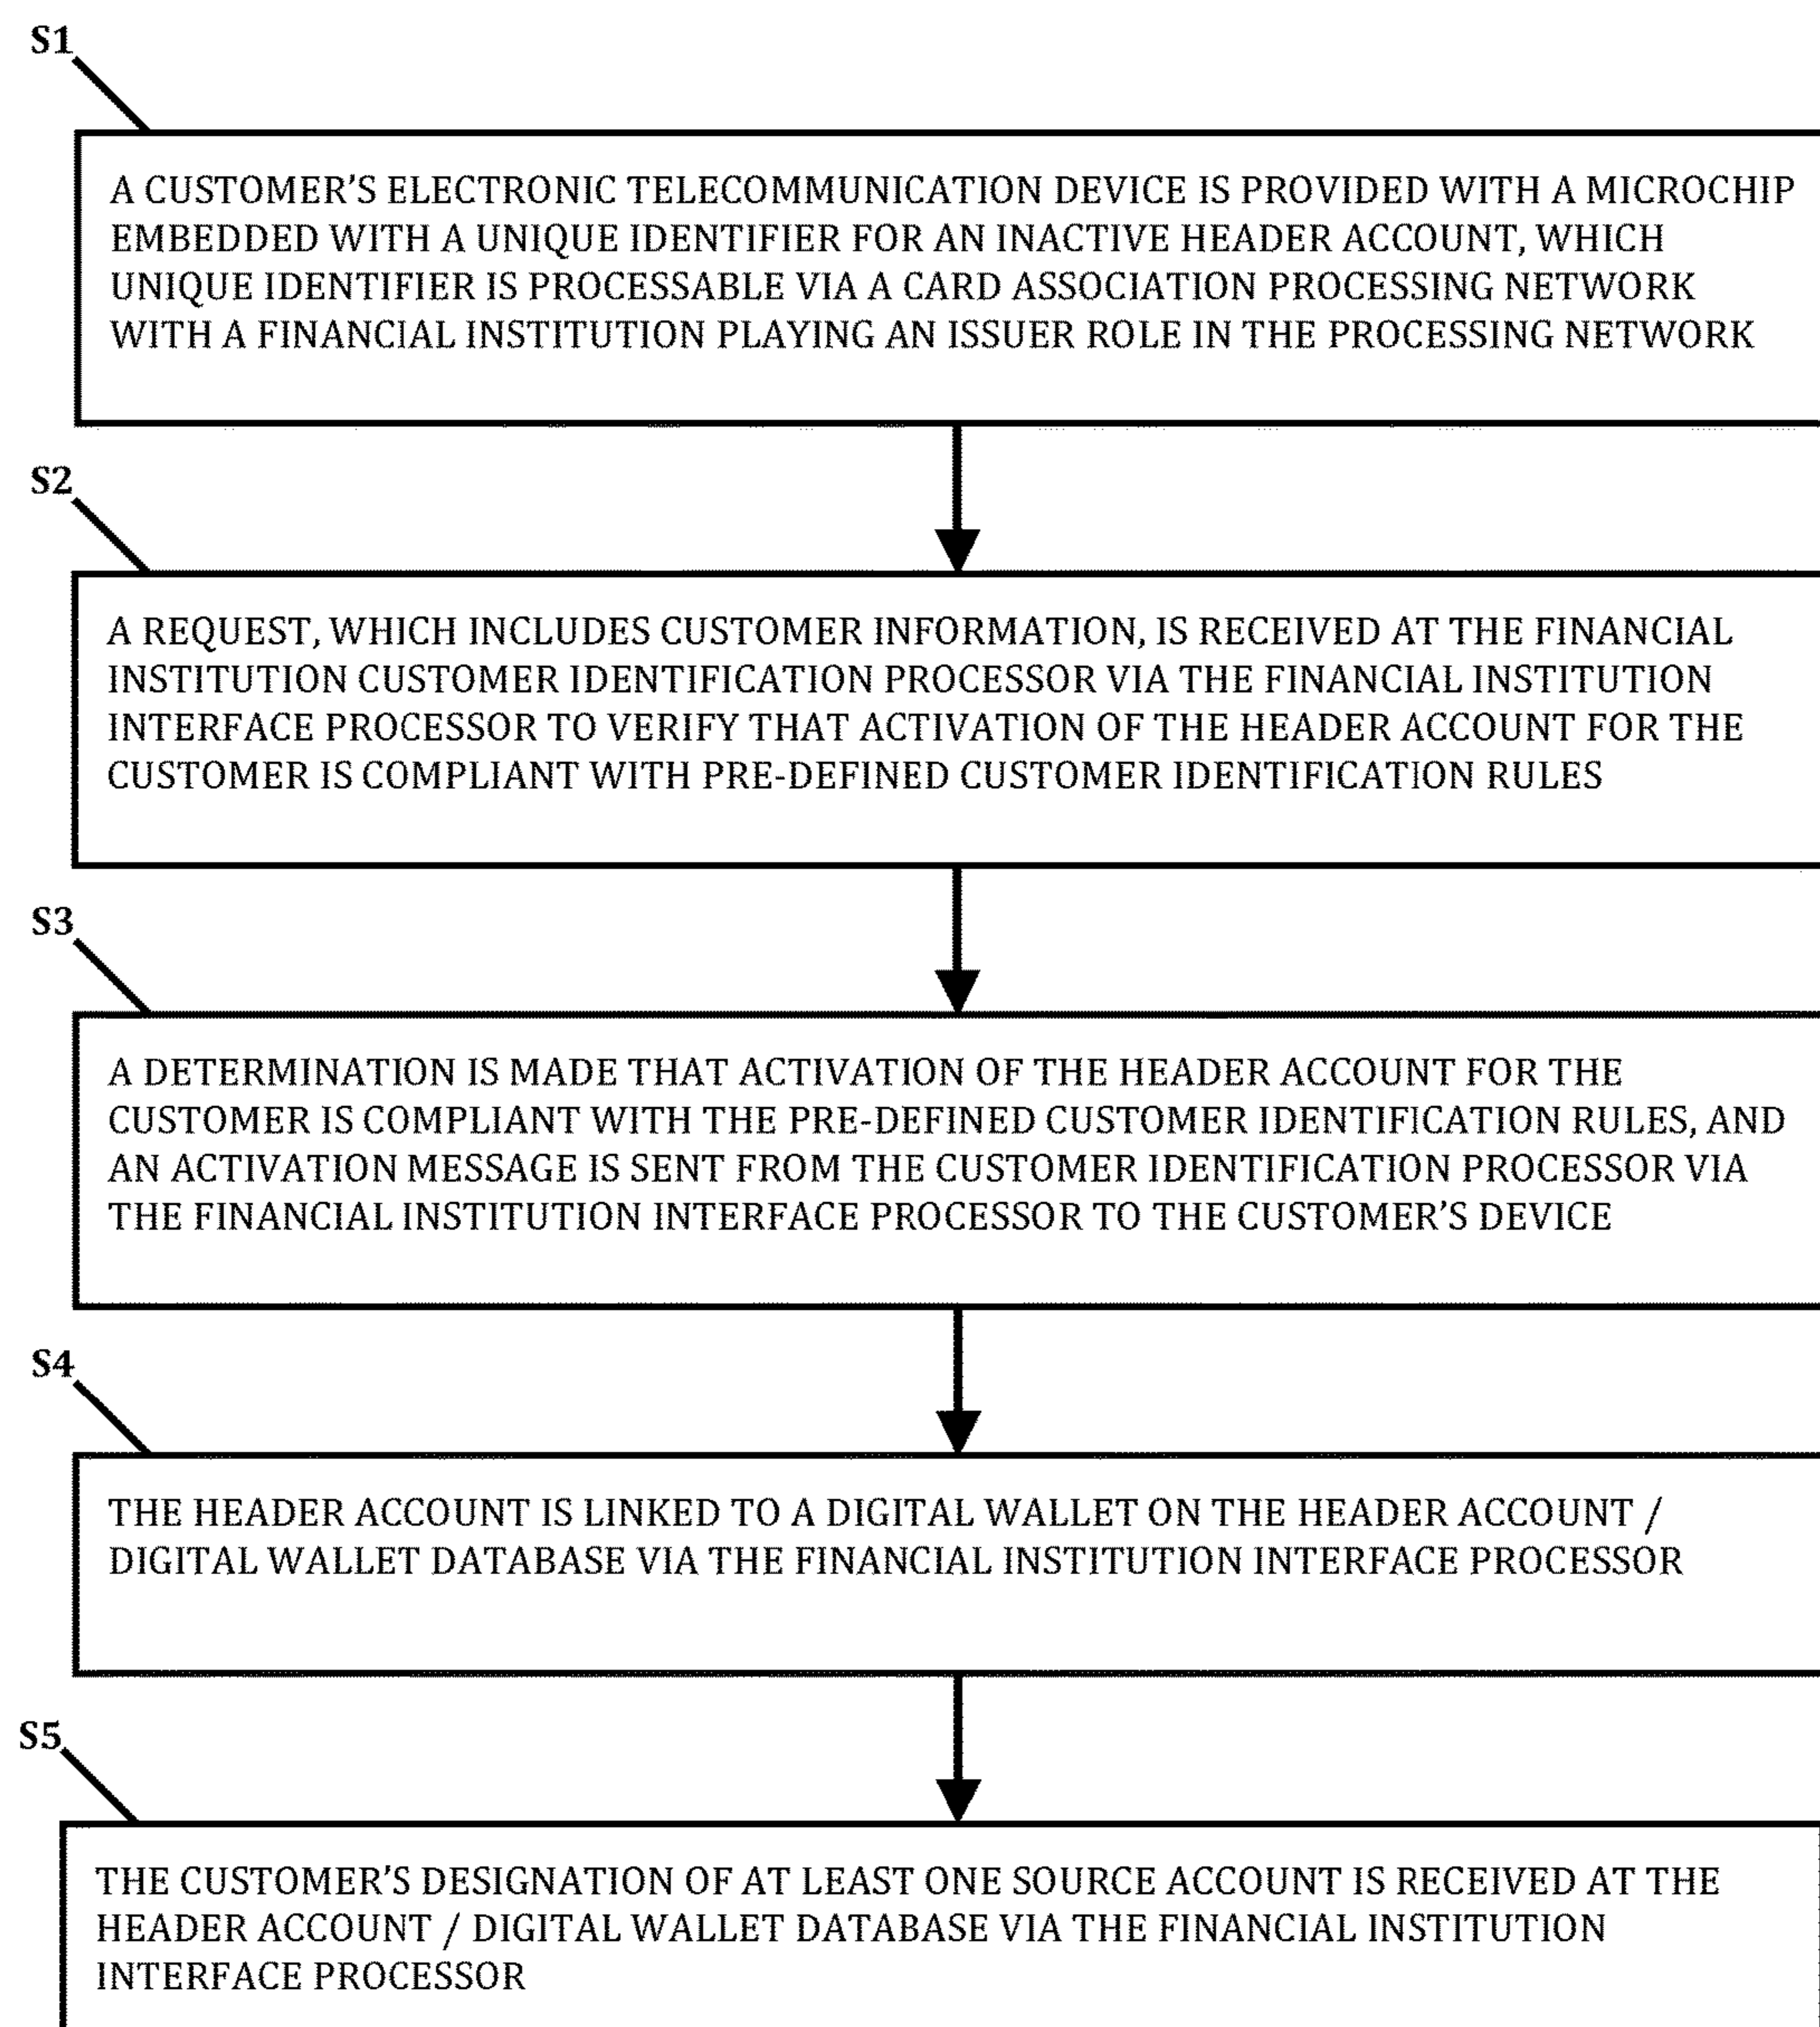 S1
A CUSTOMER'S ELECTRONIC TELECOMMUNICATION DEVICE IS PROVIDED WITH A MICROCHIP
EMBEDDED WITH A UNIQUE IDENTIFIER FOR AN INACTIVE HEADER ACCOUNT, WHICH
UNIQUE IDENTIFIER IS PROCESSABLE VIA A CARD ASSOCIATION PROCESSING NETWORK
WITH A FINANCIAL INSTITUTION PLAYING AN ISSUER ROLE IN THE PROCESSING NETWORK
S2
A REQUEST, WHICH INCLUDES CUSTOMER INFORMATION, IS RECEIVED AT THE FINANCIAL
INSTITUTION CUSTOMER IDENTIFICATION PROCESSOR VIA THE FINANCIAL INSTITUTION
INTERFACE PROCESSOR TO VERIFY THAT ACTIVATION OF THE HEADER ACCOUNT FOR THE
CUSTOMER IS COMPLIANT WITH PRE-DEFINED CUSTOMER IDENTIFICATION RULES
S3
A DETERMINATION IS MADE THAT ACTIVATION OF THE HEADER ACCOUNT FOR THE
CUSTOMER IS COMPLIANT WITH THE PRE-DEFINED CUSTOMER IDENTIFICATION RULES, AND
AN ACTIVATION MESSAGE IS SENT FROM THE CUSTOMER IDENTIFICATION PROCESSOR VIA
THE FINANCIAL INSTITUTION INTERFACE PROCESSOR TO THE CUSTOMER'S DEVICE
S4
THE HEADER ACCOUNT IS LINKED TO A DIGITAL WALLET ON THE HEADER ACCOUNT /
DIGITAL WALLET DATABASE VIA THE FINANCIAL INSTITUTION INTERFACE PROCESSOR
S5
THE CUSTOMER'S DESIGNATION OF AT LEAST ONE SOURCE ACCOUNT IS RECEIVED AT THE
HEADER ACCOUNT / DIGITAL WALLET DATABASE VIA THE FINANCIAL INSTITUTION
INTERFACE PROCESSOR